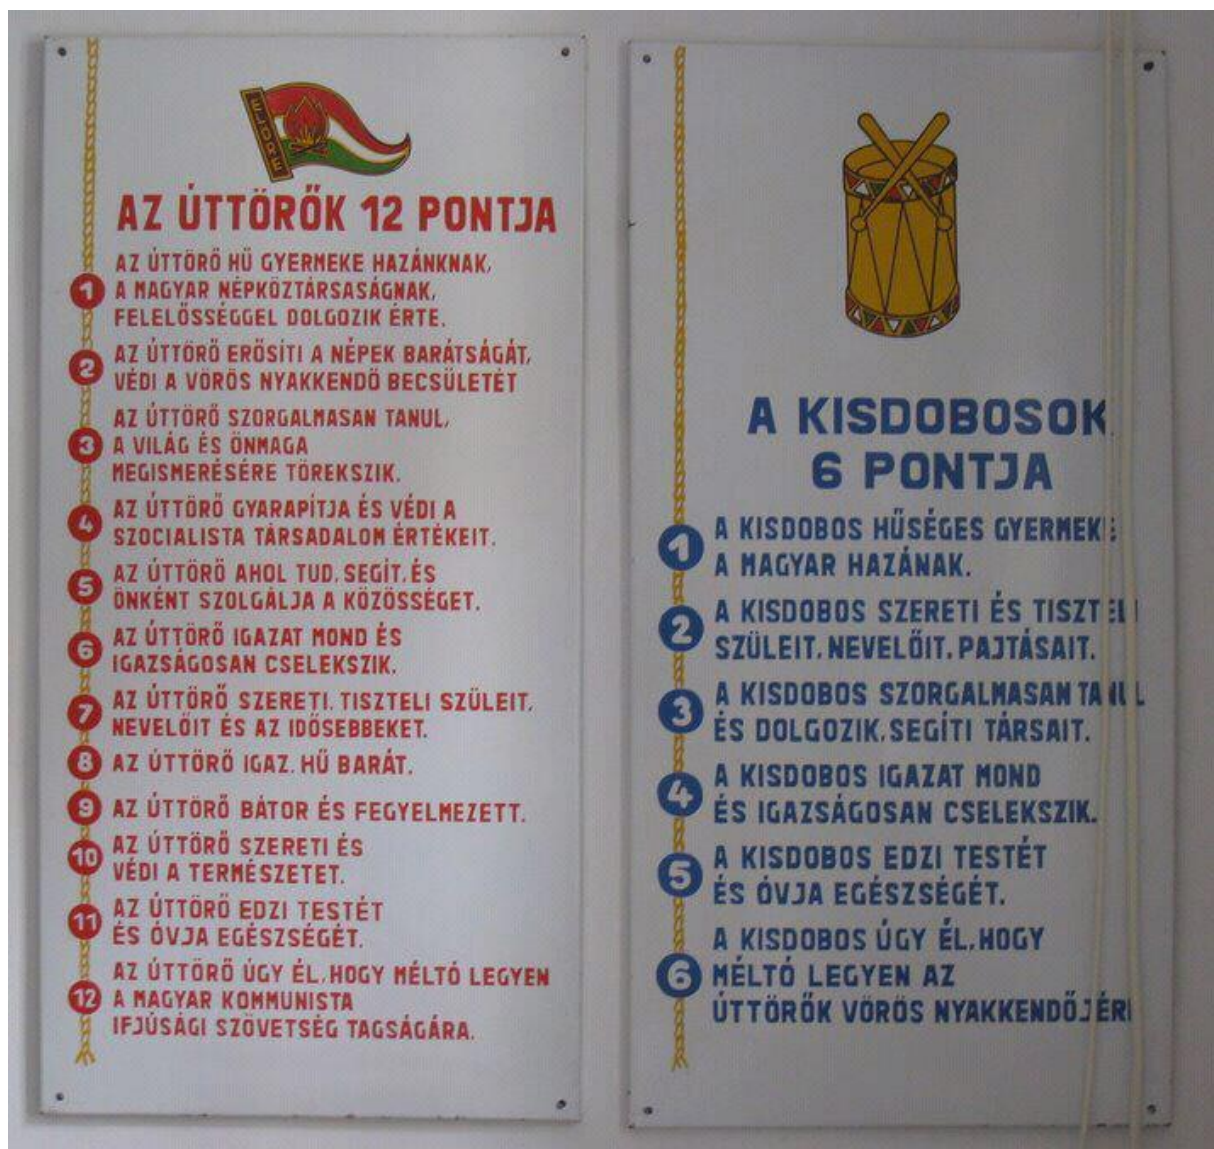 ELŐRE
AZ ÚTTÖRŐK 12 PONTJA
1
AZ ÚTTÖRŐ HŰ GYERMEKE HAZÁNKNAK,
A MAGYAR NÉPKÖZTÁRSASÁGNAK,
FELELŐSSÉGGEL DOLGOZIK ÉRTE.
2
AZ ÚTTÖRŐ ERŐSÍTI A NÉPEK BARÁTSÁGÁT,
VÉDI A VÖRÖS NYAKKENDŐ BECSÜLETÉT
3
AZ ÚTTÖRŐ SZORGALMASAN TANUL,
A VILÁG ÉS ÖNMAGA
MEGISMERÉSÉRE TÖREKSZIK.
4
AZ ÚTTÖRŐ GYARAPÍTJA ÉS VÉDI A
SZOCIALISTA TÁRSADALOM ÉRTÉKEIT.
5
AZ ÚTTÖRŐ AHOL TUD, SEGÍT, ÉS
ÖNKÉNT SZOLGÁLJA A KÖZÖSSÉGET.
6
AZ ÚTTÖRŐ IGAZAT MOND ÉS
IGAZSÁGOSAN CSELEKSZIK.
7
AZ ÚTTÖRŐ SZERETI, TISZTELI SZÜLEIT,
NEVELŐIT ÉS AZ IDŐSEBBEKET.
8 AZ ÚTTÖRŐ IGAZ, HŰ BARÁT.
9 AZ ÚTTÖRŐ BÁTOR ÉS FEGYELMEZETT.
10
AZ ÚTTÖRŐ SZERETI ÉS
VÉDI A TERMÉSZETET.
11
AZ ÚTTÖRŐ EDZI TESTÉT
ÉS ÓVJA EGÉSZSÉGÉT.
12
AZ ÚTTÖRŐ ÚGY ÉL, HOGY MÉLTÓ LEGYEN
A MAGYAR KOMMUNISTA
IFJÚSÁGI SZÖVETSÉG TAGSÁGÁRA.
A KISDOBOSOK
6 PONTJA
1
A KISDOBOS HŰSÉGES GYERMEKE
A MAGYAR HAZÁNAK.
2
A KISDOBOS SZERETI ÉS TISZTELI
SZÜLEIT, NEVELŐIT, PAJTÁSAIT.
3
A KISDOBOS SZORGALMASAN TANUL
ÉS DOLGOZIK, SEGÍTI TÁRSAIT.
4
A KISDOBOS IGAZAT MOND
ÉS IGAZSÁGOSAN CSELEKSZIK.
5
A KISDOBOS EDZI TESTÉT
ÉS ÓVJA EGÉSZSÉGÉT.
6
A KISDOBOS ÚGY ÉL, HOGY
MÉLTÓ LEGYEN AZ
ÚTTÖRŐK VÖRÖS NYAKKENDŐJÉRE